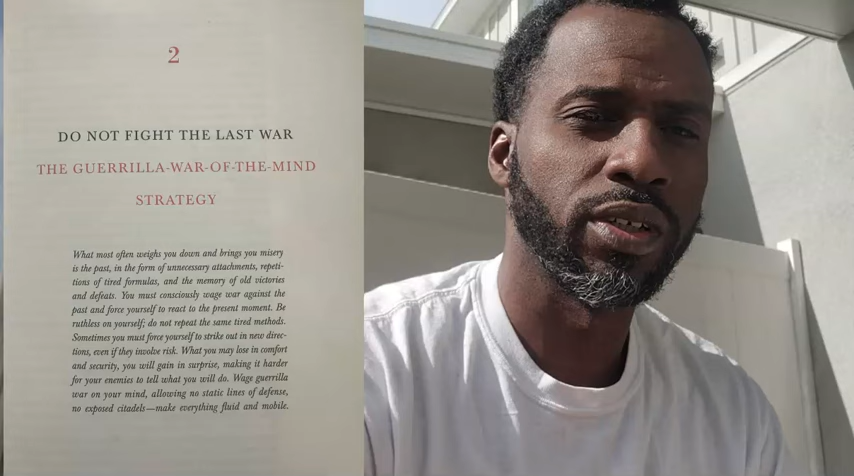 2
DO NOT FIGHT THE LAST WAR
THE GUERRILLA-WAR-OF-THE-MIND
STRATEGY
What most often weighs you down and brings you misery
is the past, in the form of unnecessary attachments, repeti-
tions of tired formulas, and the memory of old victories
and defeats. You must consciously wage war against the
past and force yourself to react to the present moment. Be
ruthless on yourself; do not repeat the same tired methods.
Sometimes you must force yourself to strike out in new direc-
tions, even if they involve risk. What you may lose in comfort
and security, you will gain in surprise, making it harder
for your enemies to tell what you will do. Wage guerrilla
war on your mind, allowing no static lines of defense,
no exposed citadels—make everything fluid and mobile.